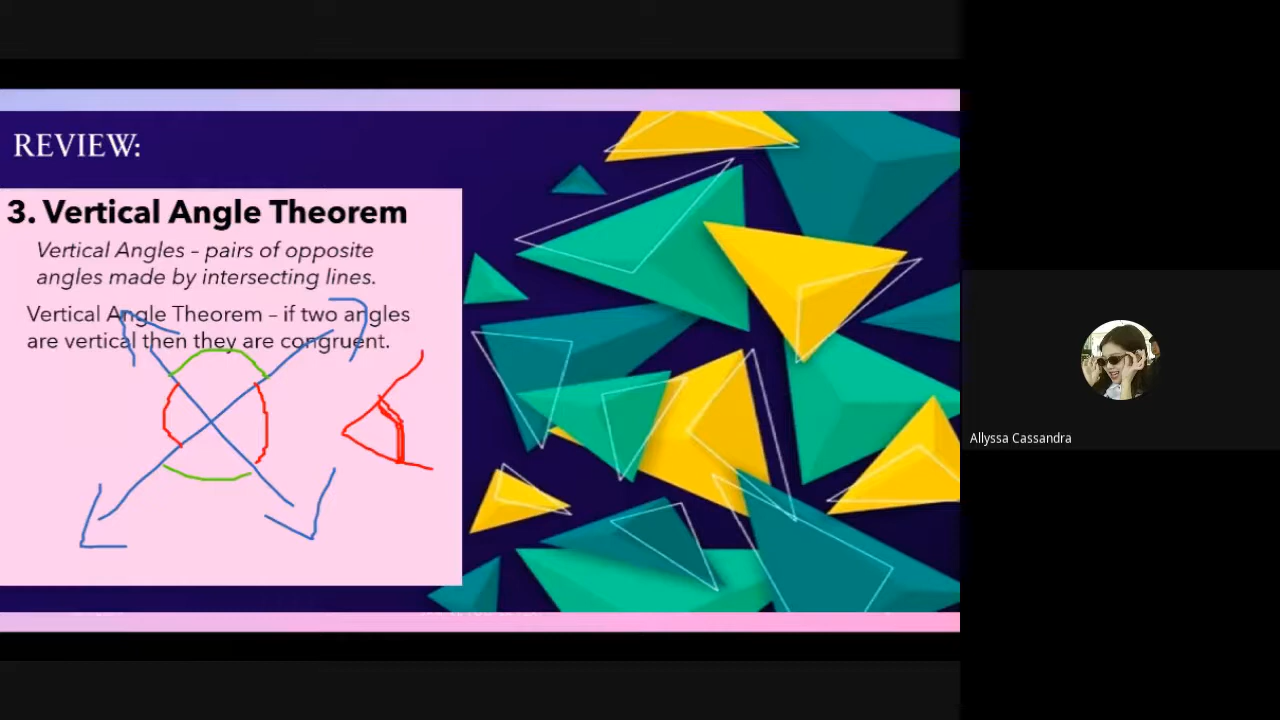 REVIEW:
3. Vertical Angle Theorem
Vertical Angles – pairs of opposite
angles made by intersecting lines.
Vertical Angle Theorem – if two angles
are vertical then they are congruent.
Allyssa Cassandra